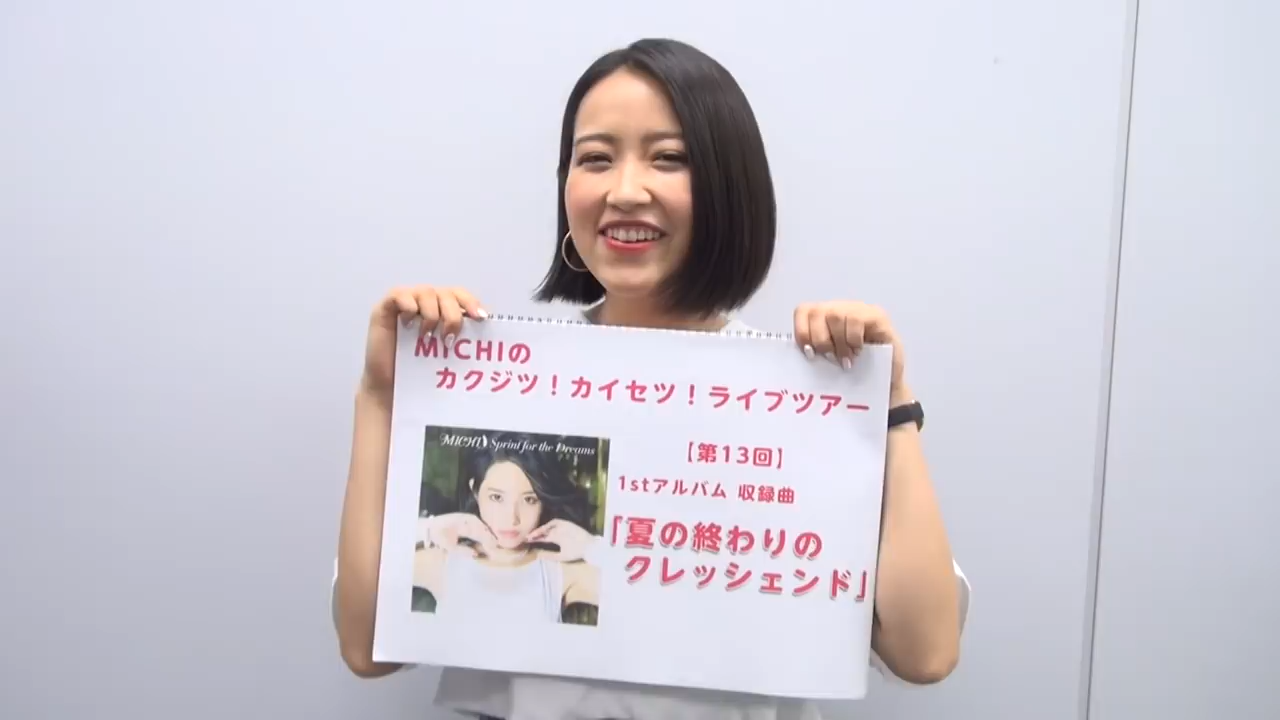 MICHIの
カクジツ！カイセツ！ライブツアー
MICHI Sprint for the Dreams
【第13回】
1stアルバム 収録曲
「夏の終わりの
クレッシェンド」